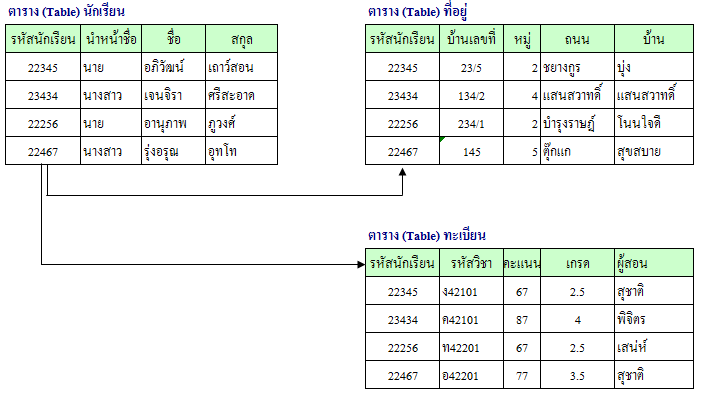 ตาราง (Table) นักเรียน
รหัสนักเรียน นำหน้าชื่อ ชื่อ สกุล
22345 นาย อภิวัฒน์ เถาว์สอน
23434 นางสาว เจนจิรา ศรีสะอาด
22256 นาย อานุภาพ ภูวงศ์
22467 นางสาว รุ่งอรุณ อุทโท
ตาราง (Table) ที่อยู่
รหัสนักเรียน บ้านเลขที่ หมู่ ถนน บ้าน
22345 23/5 2 ชยางกูร บุ่ง
23434 134/2 4 แสนสวาทดิ์ แสนสวาทดิ์
22256 234/1 2 บำรุงราษฎ์ โนนใจดี
22467 145 5 ตุ๊กแก สุขสบาย
ตาราง (Table) ทะเบียน
รหัสนักเรียน รหัสวิชา คะแนน เกรด ผู้สอน
22345 ง42101 67 2.5 สุชาติ
23434 ค42101 87 4 พิจิตร
22256 ท42201 67 2.5 เสน่ห์
22467 อ42201 77 3.5 สุชาติ